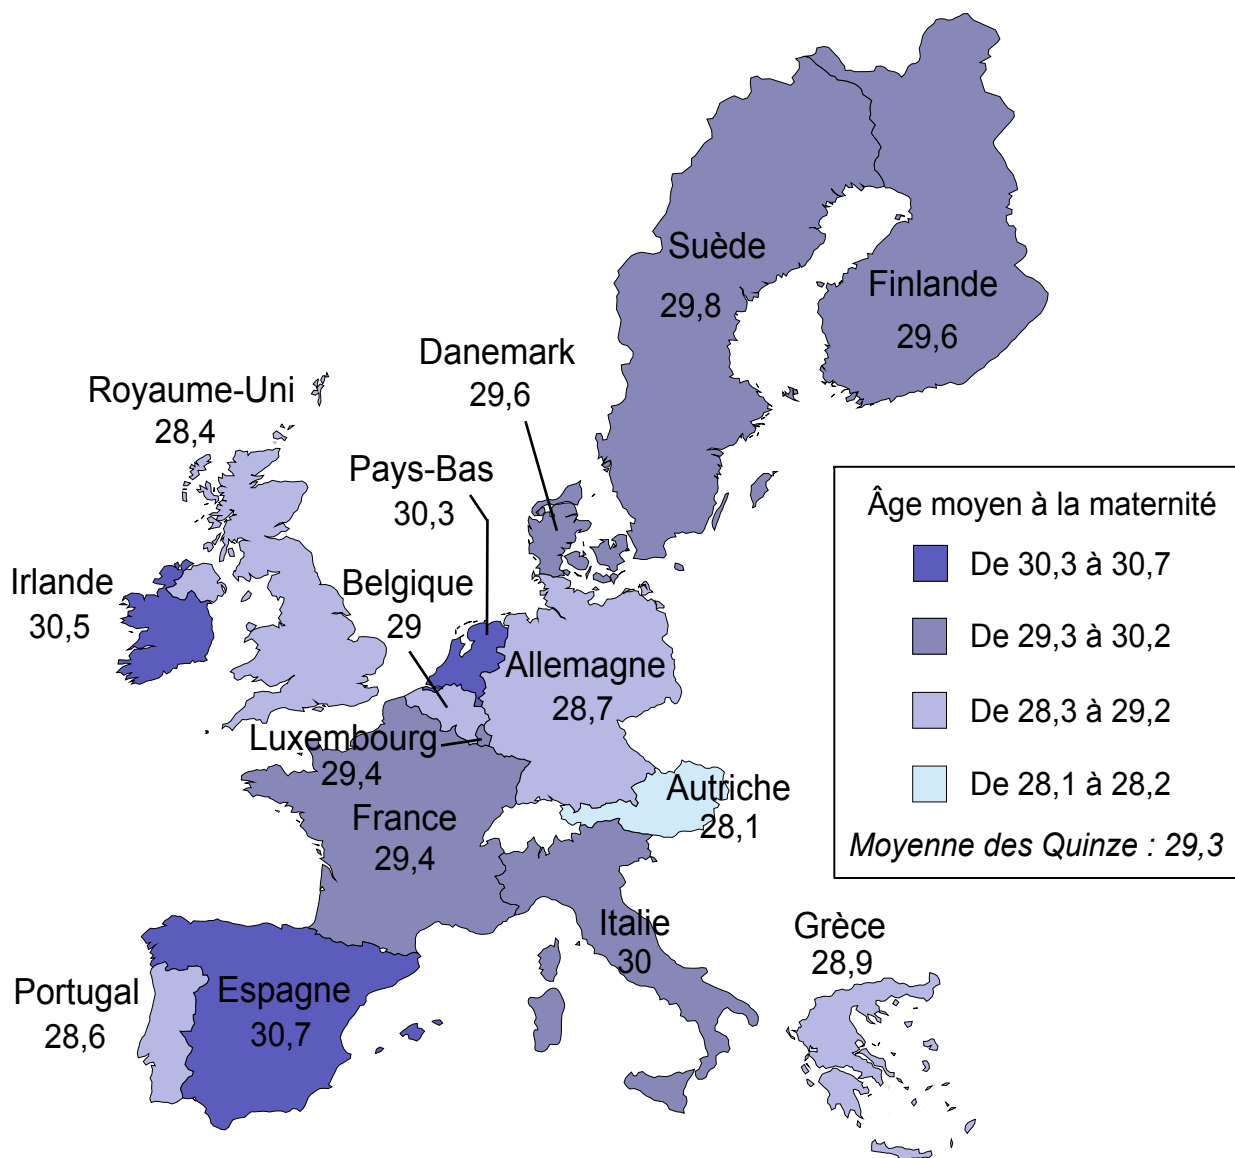 Suède
29,8
Finlande
29,6
Danemark
29,6
Royaume-Uni
28,4
Pays-Bas
30,3
Irlande
30,5
Belgique
29
Allemagne
28,7
Luxembourg
29,4
Autriche
28,1
France
29,4
Italie
30
Grèce
28,9
Portugal
28,6
Espagne
30,7
Âge moyen à la maternité
De 30,3 à 30,7
De 29,3 à 30,2
De 28,3 à 29,2
De 28,1 à 28,2
Moyenne des Quinze : 29,3